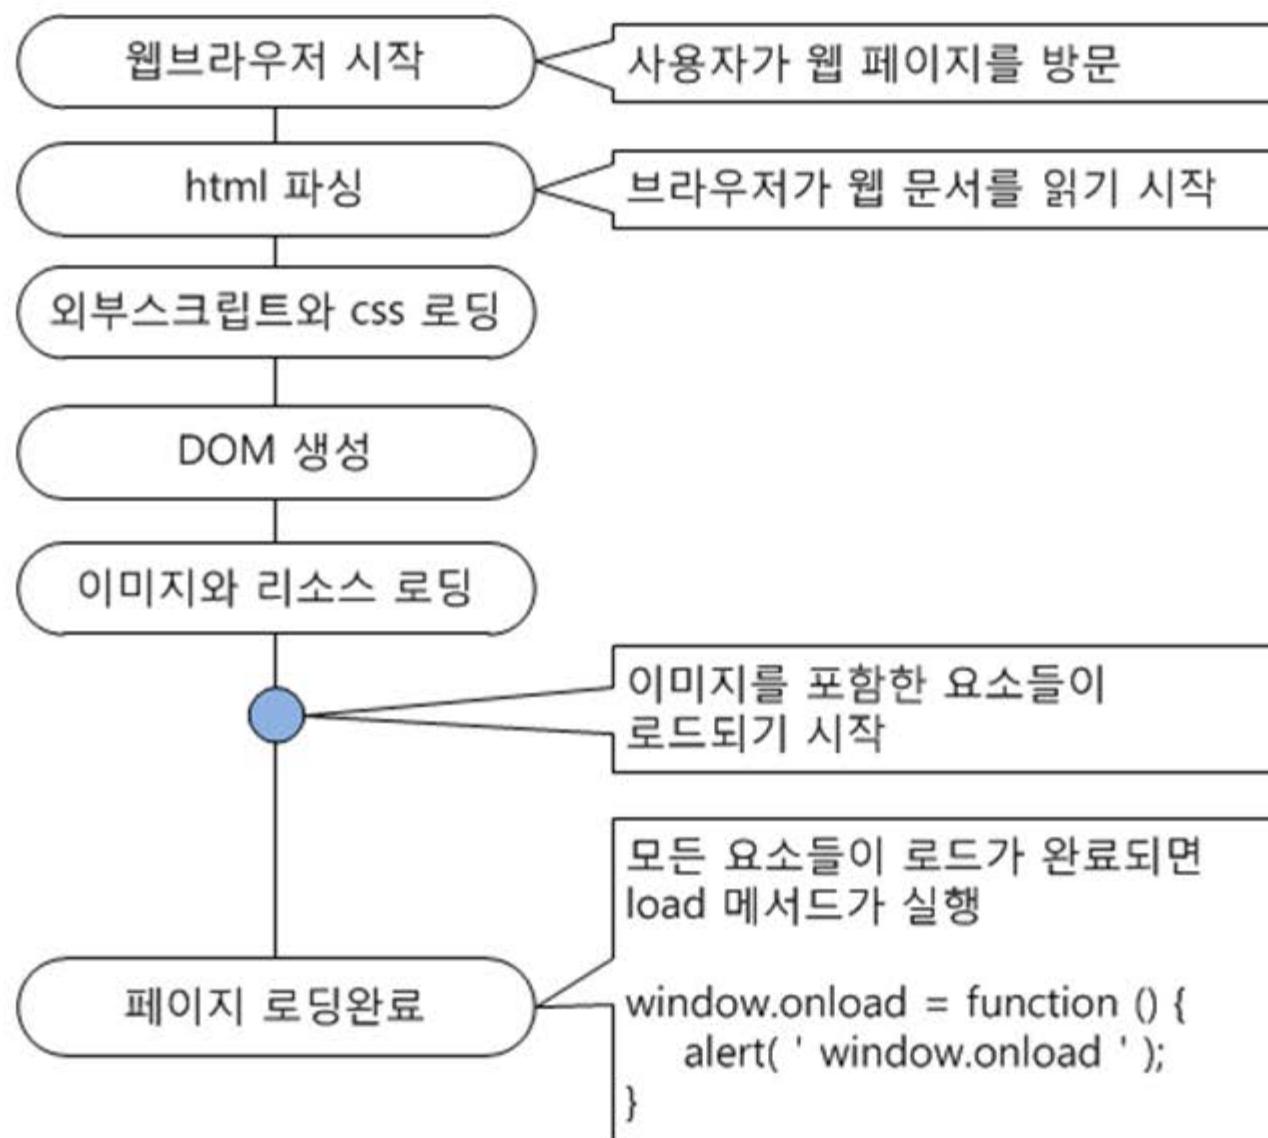 웹브라우저 시작
사용자가 웹 페이지를 방문
html 파싱
브라우저가 웹 문서를 읽기 시작
외부스크립트와 css 로딩
DOM 생성
이미지와 리소스 로딩
이미지를 포함한 요소들이
로드되기 시작
모든 요소들이 로드가 완료되면
load 메서드가 실행
페이지 로딩완료
window.onload = function () {
alert( ' window.onload ' );
}